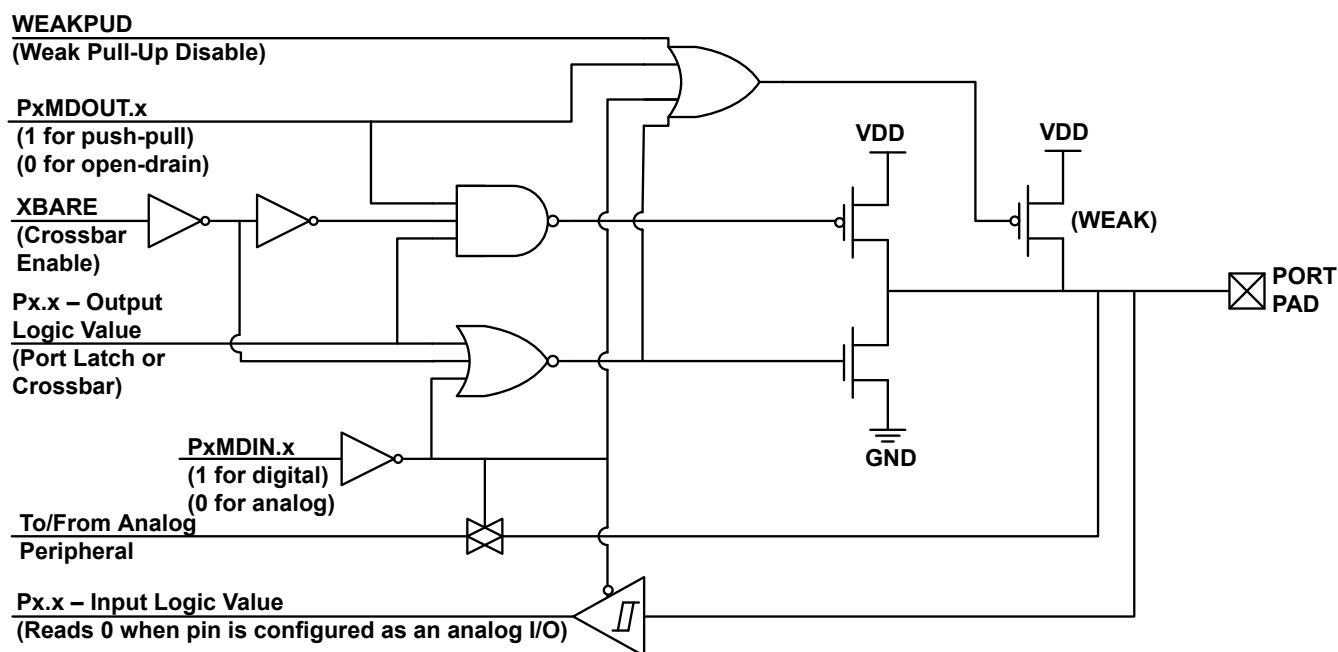 WEAKPUD
(Weak Pull-Up Disable)
PxMDOUT.x
(1 for push-pull)
(0 for open-drain)
XBARE
(Crossbar
Enable)
Px.x – Output
Logic Value
(Port Latch or
Crossbar)
PxMDIN.x
(1 for digital)
(0 for analog)
To/From Analog
Peripheral
Px.x – Input Logic Value
(Reads 0 when pin is configured as an analog I/O)
VDD
VDD
(WEAK)
PORT
PAD
GND